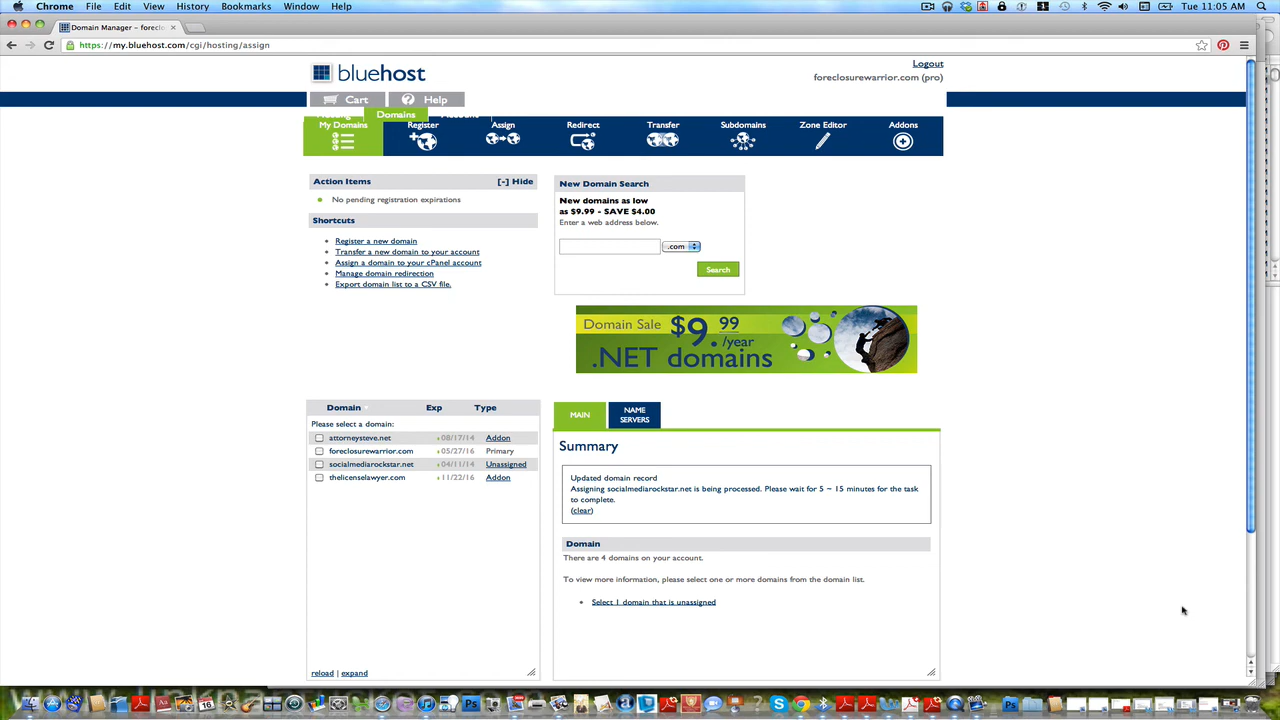 Chrome File Edit View History Bookmarks Window Help
Tue 11:05 AM
Domain Manager - foreclo
https://my.bluehost.com/cgi/hosting/assign
bluehost
Logout
foreclosurewarrior.com (pro)
Cart Help
Domains
My Domains Register Assign Redirect Transfer Subdomains Zone Editor Addons
Action Items [-] Hide
No pending registration expirations
Shortcuts
Register a new domain
Transfer a new domain to your account
Assign a domain to your cPanel account
Manage domain redirection
Export domain list to a CSV file.
New Domain Search
New domains as low
as $9.99 - SAVE $4.00
Enter a web address below.
.com
Search
Domain Sale $9.99 /year
.NET domains
Domain Exp Type
Please select a domain:
attorneysteve.net 08/17/14 Addon
foreclosurewarrior.com 05/27/16 Primary
socialmediarockstar.net 04/11/14 Unassigned
thelicenselawyer.com 11/22/16 Addon
reload | expand
MAIN
NAME
SERVERS
Summary
Updated domain record
Assigning socialmediarockstar.net is being processed. Please wait for 5 ~ 15 minutes for the task
to complete.
(clear)
Domain
There are 4 domains on your account.
To view more information, please select one or more domains from the domain list.
Select 1 domain that is unassigned